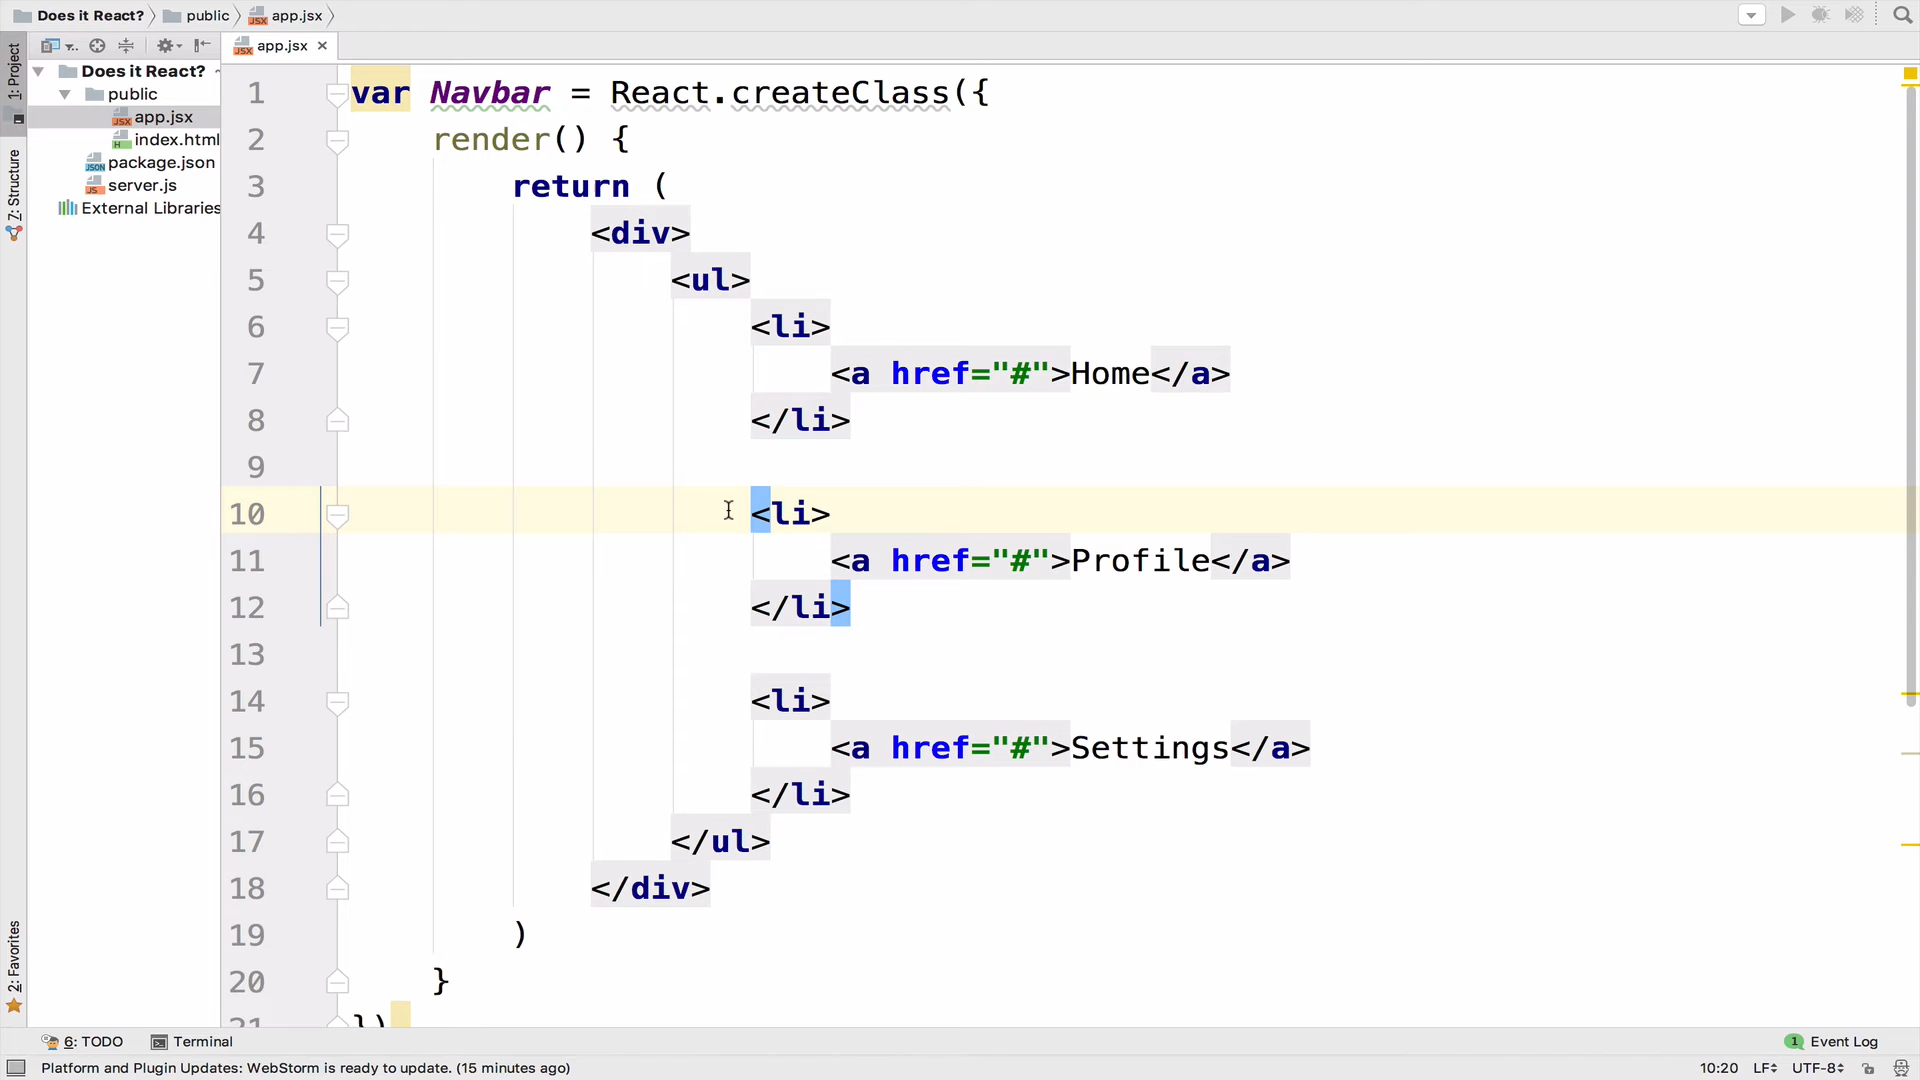 Does it React? public app.jsx
app.jsx
1: Project
7: Structure
2: Favorites
Does it React?
public
app.jsx
index.html
package.json
server.js
External Libraries
1 var Navbar = React.createClass({
2 render() {
3 return (
4 <div>
5 <ul>
6 <li>
7 <a href="#">Home</a>
8 </li>
9
10 <li>
11 <a href="#">Profile</a>
12 </li>
13
14 <li>
15 <a href="#">Settings</a>
16 </li>
17 </ul>
18 </div>
19 )
20 }
21 })
6: TODO Terminal 1 Event Log
Platform and Plugin Updates: WebStorm is ready to update. (15 minutes ago) 10:20 LF UTF-8